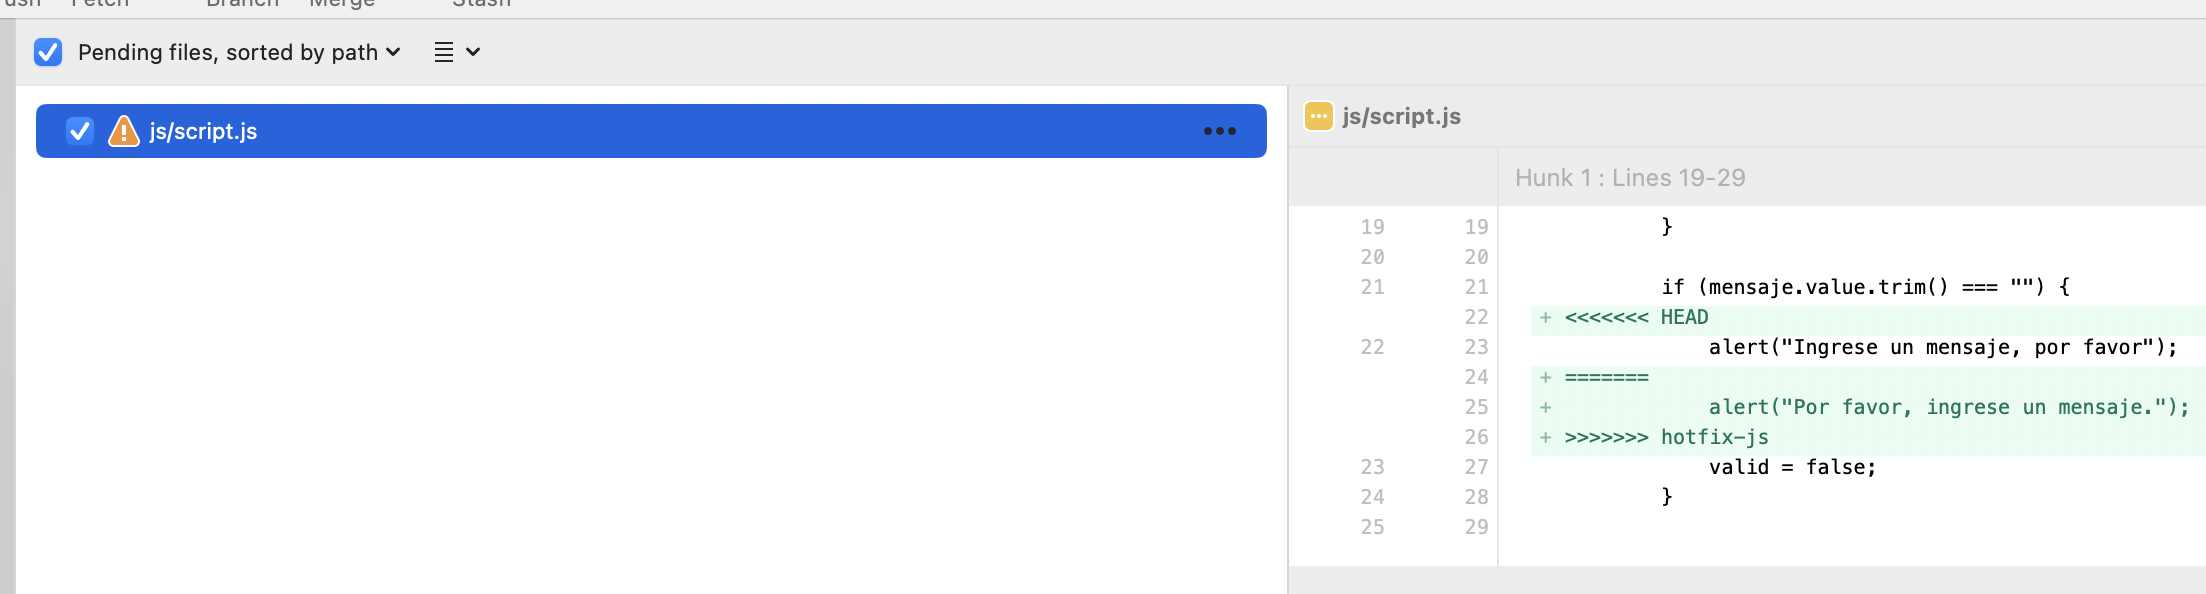 Fetch Branch Merge Stash
Pending files, sorted by path
js/script.js
js/script.js
Hunk 1 : Lines 19-29
19 19 }
20 20
21 21 if (mensaje.value.trim() === "") {
22 + <<<<<<< HEAD
22 23 alert("Ingrese un mensaje, por favor");
24 + =======
25 + alert("Por favor, ingrese un mensaje.");
26 + >>>>>>> hotfix-js
23 27 valid = false;
24 28 }
25 29